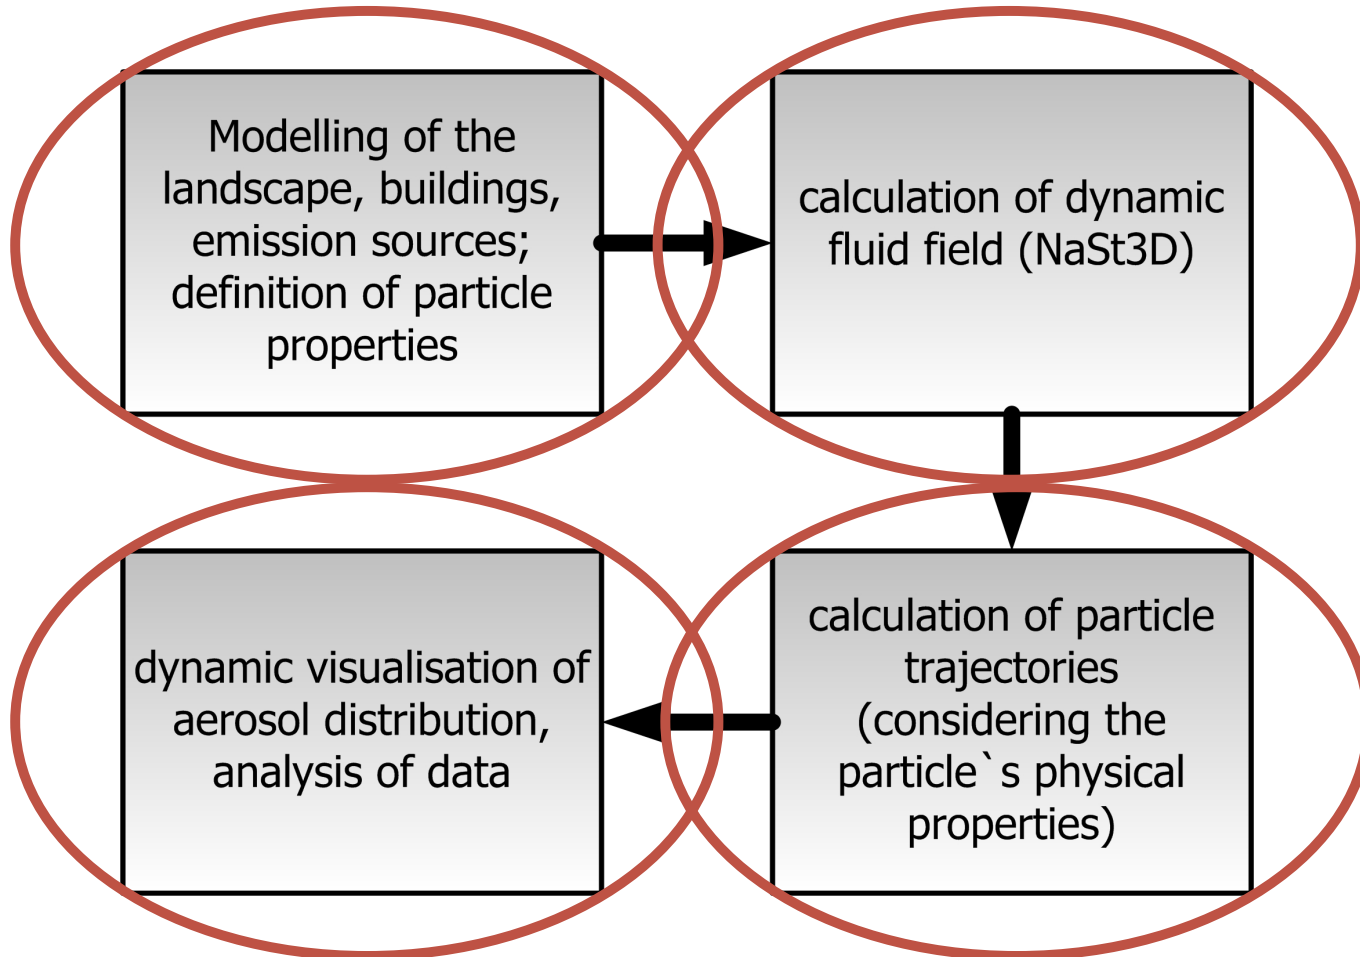 Modelling of the
landscape, buildings,
emission sources;
definition of particle
properties
calculation of dynamic
fluid field (NaSt3D)
calculation of particle
trajectories
(considering the
particle`s physical
properties)
dynamic visualisation of
aerosol distribution,
analysis of data